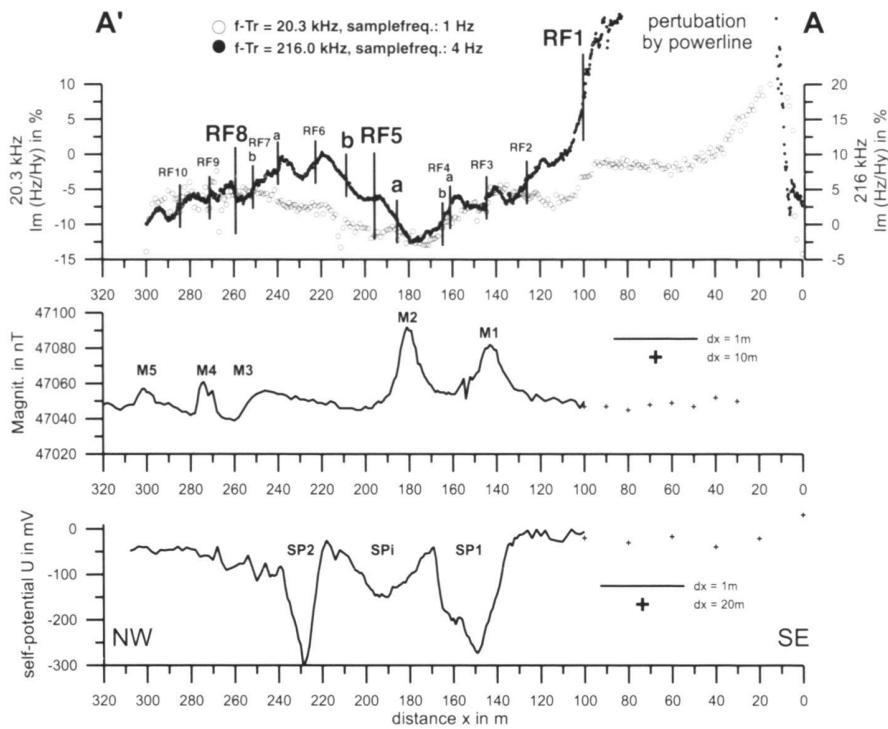 A'
f-Tr = 20.3 kHz, samplefreq.: 1 Hz
f-Tr = 216.0 kHz, samplefreq.: 4 Hz
pertubation
by powerline
A
RF1
RF8
RF6
b
RF5
RF7
a
b
RF9
RF10
a
RF4
a
b
RF3
RF2
20.3 kHz
Im (Hz/Hy) in %
10
5
0
-5
-10
-15
20
15
10
5
0
-5
216 kHz
Im (Hz/Hy) in %
320 300 280 260 240 220 200 180 160 140 120 100 80 60 40 20 0
Magnit. in nT
47100
47080
47060
47040
47020
M5
M4
M3
M2
M1
dx = 1m
dx = 10m
320 300 280 260 240 220 200 180 160 140 120 100 80 60 40 20 0
self-potential U in mV
0
-100
-200
-300
SP2
SPi
SP1
dx = 1m
dx = 20m
NW
SE
320 300 280 260 240 220 200 180 160 140 120 100 80 60 40 20 0
distance x in m